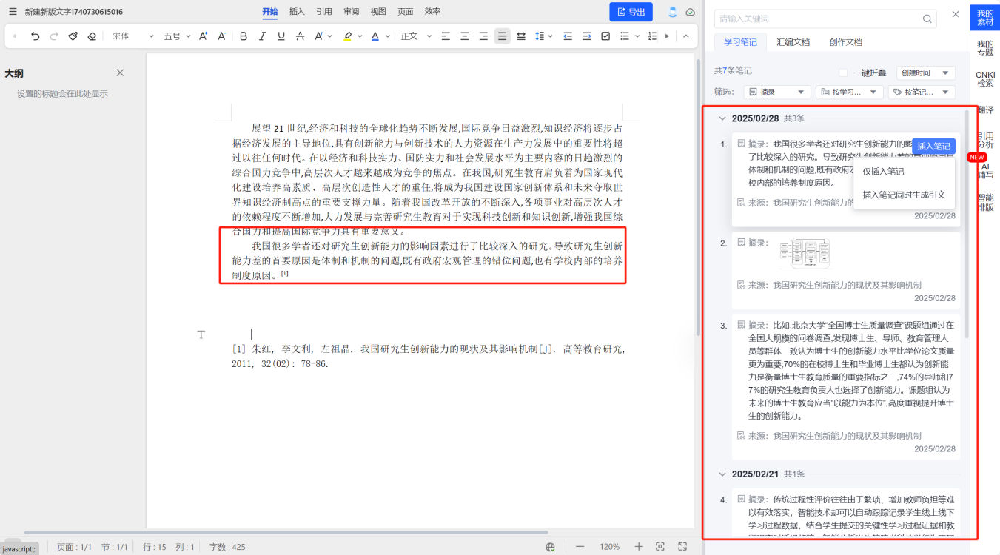 新建新版文字1740730615016
开始 插入 引用 审阅 视图 页面 效率
导出
宋体 五号 B I U A 正文
大纲
设置的标题会在此处显示
展望 21 世纪,经济和科技的全球化趋势不断发展,国际竞争日益激烈,知识经济将逐步占
据经济发展的主导地位,具有创新能力与创新技术的人力资源在生产力发展中的重要性将超
过以往任何时代。在以经济和科技实力、国防实力和社会发展水平为主要内容的日趋激烈的
综合国力竞争中,高层次人才越来越成为竞争的焦点。在我国,研究生教育肩负着为国家现代
化建设培养高素质、高层次创造性人才的重任,将成为我国建设国家创新体系和未来夺取世
界知识经济制高点的重要支撑力量。随着我国改革开放的不断深入,各项事业对高层次人才
的依赖程度不断增加,大力发展与完善研究生教育对于实现科技创新和知识创新,增强我国综
合国力和提高国际竞争力具有重要意义。
我国很多学者还对研究生创新能力的影响因素进行了比较深入的研究。导致研究生创新
能力差的首要原因是体制和机制的问题,既有政府宏观管理的错位问题,也有学校内部的培养
制度原因。[1]
[1] 朱红, 李文利, 左祖晶. 我国研究生创新能力的现状及其影响机制[J]. 高等教育研究,
2011, 32(02): 78-86.
javascript:;
页面 : 1/1 节 : 1/1 行 : 15 列 : 1 字数 : 425
120%
请输入关键词
学习笔记 汇编文档 创作文档
共7条笔记
一键折叠 创建时间
筛选: 摘录 按学习... 按笔记...
2025/02/28 共3条
1. 摘录: 我国很多学者还对研究生创新能力的影
插入笔记
了比较深入的研究。导致研究生创新能力差的首要原因是
体制和机制的问题,既有政府宏
校内部的培养制度原因。
仅插入笔记
插入笔记同时生成引文
来源: 我国研究生创新能力的
2025/02/28
2. 摘录:
来源: 我国研究生创新能力的现状及其影响机制
2025/02/28
3. 摘录: 比如,北京大学“全国博士生质量调查”课题组通过在
全国大规模的问卷调查,发现博士生、导师、教育管理人
员等群体一致认为博士生的创新能力水平比学位论文质量
更为重要;70%的在校博士生和毕业博士生都认为创新能
力是衡量博士生教育质量的重要指标之一,74%的导师和7
7%的研究生教育负责人也选择了创新能力。课题组认为
未来的博士生教育应当“以能力为本位”,高度重视提升博士
生的创新能力。
来源: 我国研究生创新能力的现状及其影响机制
2025/02/28
2025/02/21 共1条
4. 摘录: 传统过程性评价往往由于繁琐、增加教师负担等难
以有效落实，智能技术却可以自动跟踪记录学生线上线下
学习过程数据，结合学生提交的关键性学习过程证据和教
我的
素材
我的
专题
CNKI
检索
翻译
引用
分析
NEW
AI
辅写
智能
排版